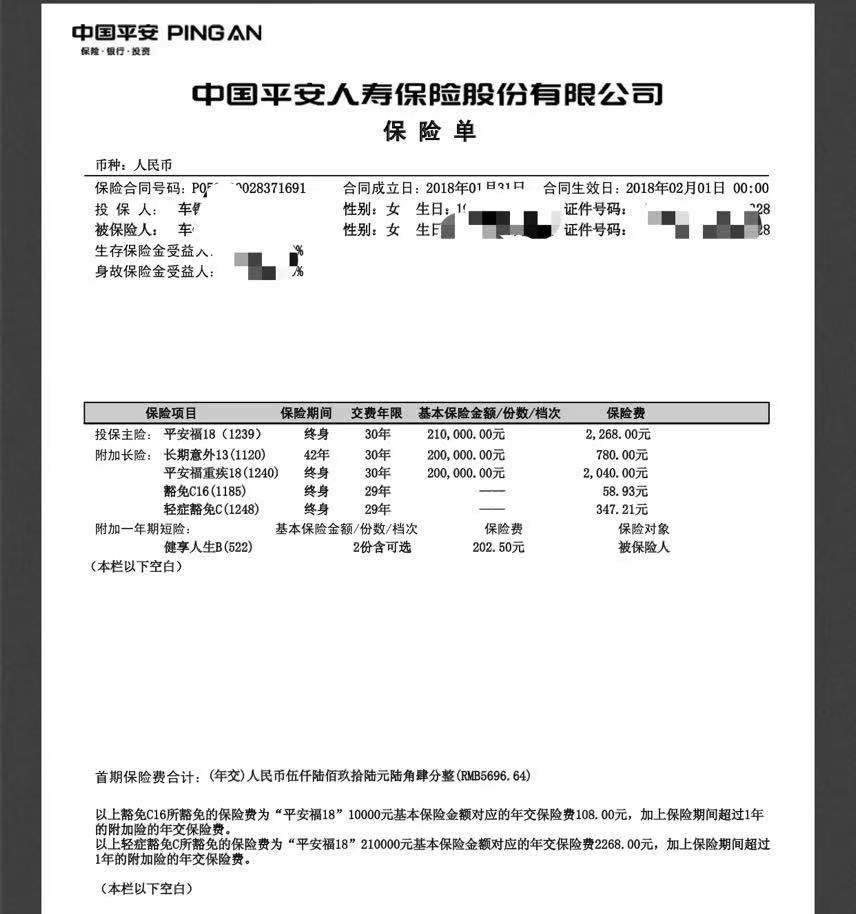 中国平安 PING AN
保险·银行·投资
中国平安人寿保险股份有限公司
保 险 单
币种：人民币
保险合同号码：P05 0028371691 合同成立日：2018年01月31日 合同生效日：2018年02月01日 00:00
投 保 人： 车 性别：女 生日：19 证件号码： 228
被保险人： 车 性别：女 生日 证件号码： 28
生存保险金受益人 %
身故保险金受益人： %
保险项目 保险期间 交费年限 基本保险金额/份数/档次 保险费
投保主险： 平安福18（1239） 终身 30年 210,000.00元 2,268.00元
附加长险： 长期意外13(1120) 42年 30年 200,000.00元 780.00元
平安福重疾18(1240) 终身 30年 200,000.00元 2,040.00元
豁免C16(1185) 终身 29年 —— 58.93元
轻症豁免C(1248) 终身 29年 —— 347.21元
附加一年期短险： 基本保险金额/份数/档次 保险费 保险对象
健享人生B(522) 2份含可选 202.50元 被保险人
（本栏以下空白）
首期保险费合计：(年交)人民币伍仟陆佰玖拾陆元陆角肆分整(RMB5696.64)
以上豁免C16所豁免的保险费为“平安福18”10000元基本保险金额对应的年交保险费108.00元，加上保险期间超过1年
的附加险的年交保险费。
以上轻症豁免C所豁免的保险费为“平安福18”210000元基本保险金额对应的年交保险费2268.00元，加上保险期间超过
1年的附加险的年交保险费。
（本栏以下空白）